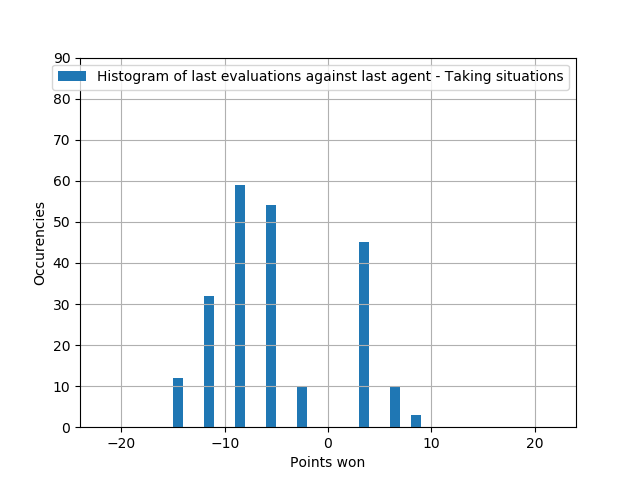 Histogram of last evaluations against last agent - Taking situations
90
80
70
60
50
40
30
20
10
0
Occurencies
−20 −10 0 10 20
Points won